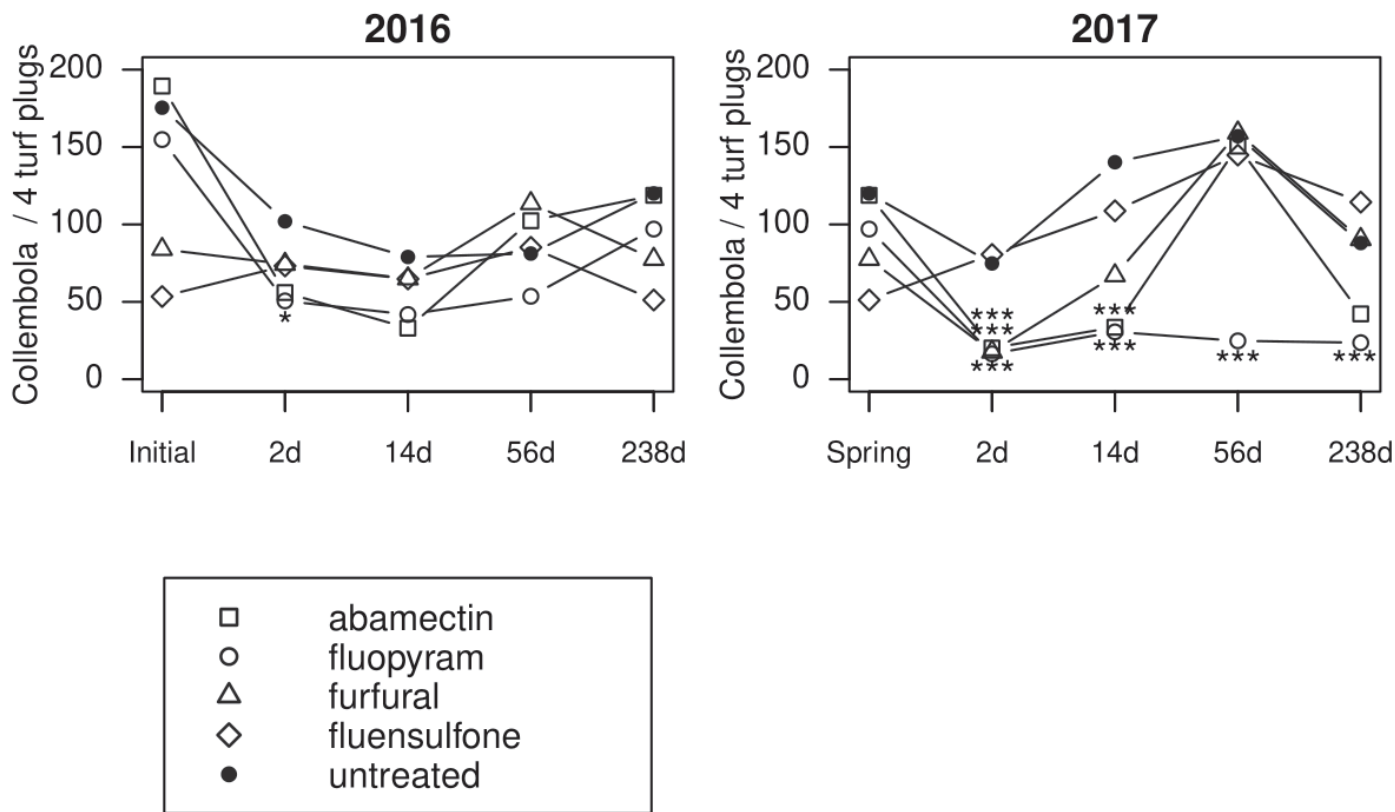 2016
Collembola / 4 turf plugs
200
150
100
50
0
*
Initial 2d 14d 56d 238d
2017
Collembola / 4 turf plugs
200
150
100
50
0
*** ***
***
*** *** *** ***
Spring 2d 14d 56d 238d
abamectin
fluopyram
furfural
fluensulfone
untreated